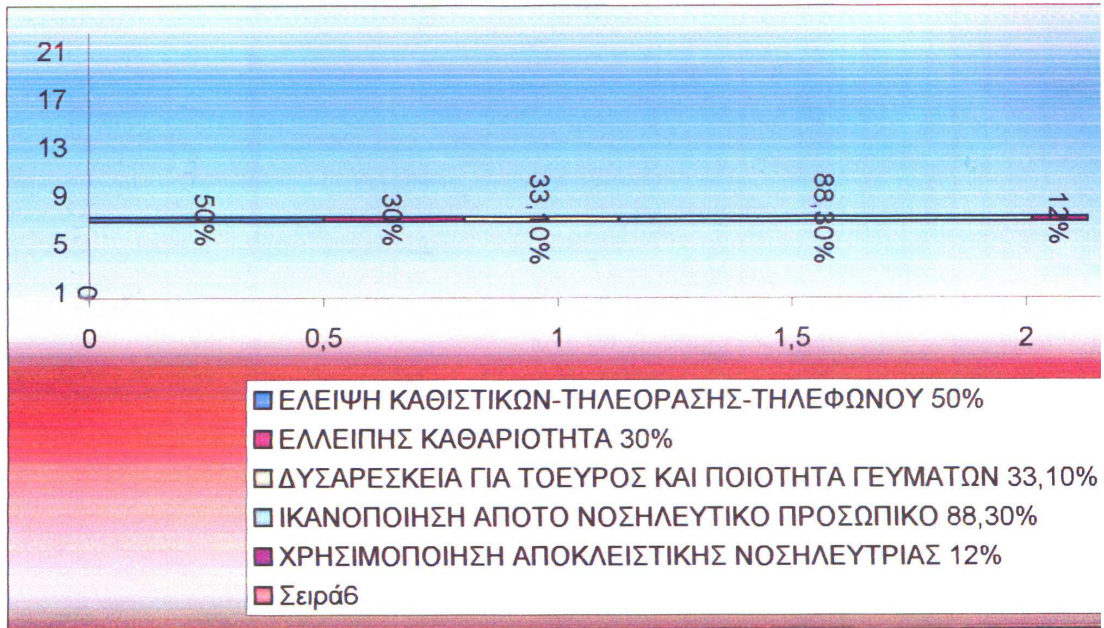 21
17
13
9
5
1
50%
30%
33,10%
88,30%
12%
0
0 0,5 1 1,5 2
ΕΛΕΙΨΗ ΚΑΘΙΣΤΙΚΩΝ-ΤΗΛΕΟΡΑΣΗΣ-ΤΗΛΕΦΩΝΟΥ 50%
ΕΛΛΕΙΠΗΣ ΚΑΘΑΡΙΟΤΗΤΑ 30%
ΔΥΣΑΡΕΣΚΕΙΑ ΓΙΑ ΤΟΕΥΡΟΣ ΚΑΙ ΠΟΙΟΤΗΤΑ ΓΕΥΜΑΤΩΝ 33,10%
ΙΚΑΝΟΠΟΙΗΣΗ ΑΠΟΤΟ ΝΟΣΗΛΕΥΤΙΚΟ ΠΡΟΣΩΠΙΚΟ 88,30%
ΧΡΗΣΙΜΟΠΟΙΗΣΗ ΑΠΟΚΛΕΙΣΤΙΚΗΣ ΝΟΣΗΛΕΥΤΡΙΑΣ 12%
Σειρά6